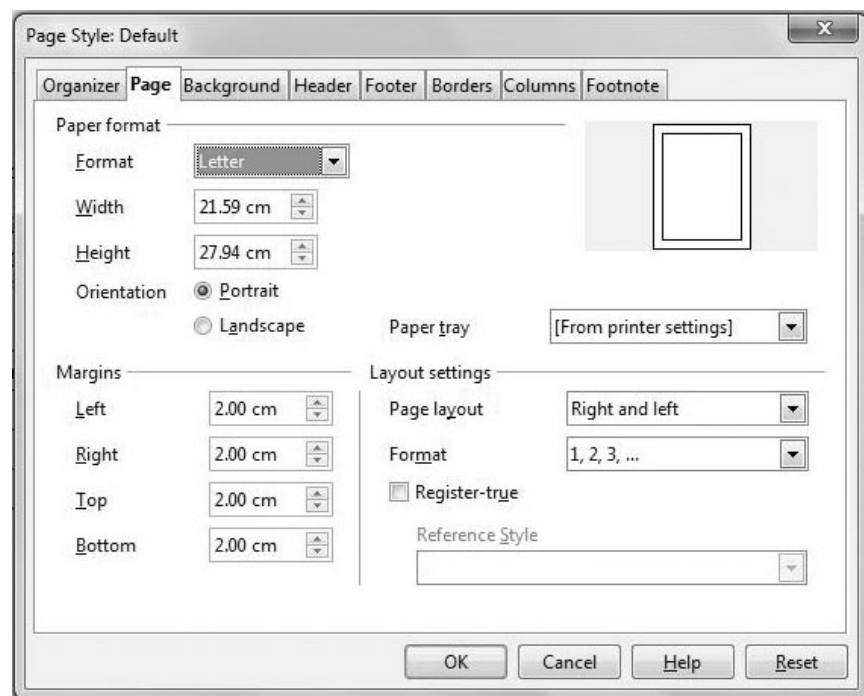 Page Style: Default
Organizer Page Background Header Footer Borders Columns Footnote
Paper format
Format Letter
Width 21.59 cm
Height 27.94 cm
Orientation Portrait
Landscape
Paper tray [From printer settings]
Margins
Left 2.00 cm
Right 2.00 cm
Top 2.00 cm
Bottom 2.00 cm
Layout settings
Page layout Right and left
Format 1, 2, 3, ...
Register-true
Reference Style
OK Cancel Help Reset